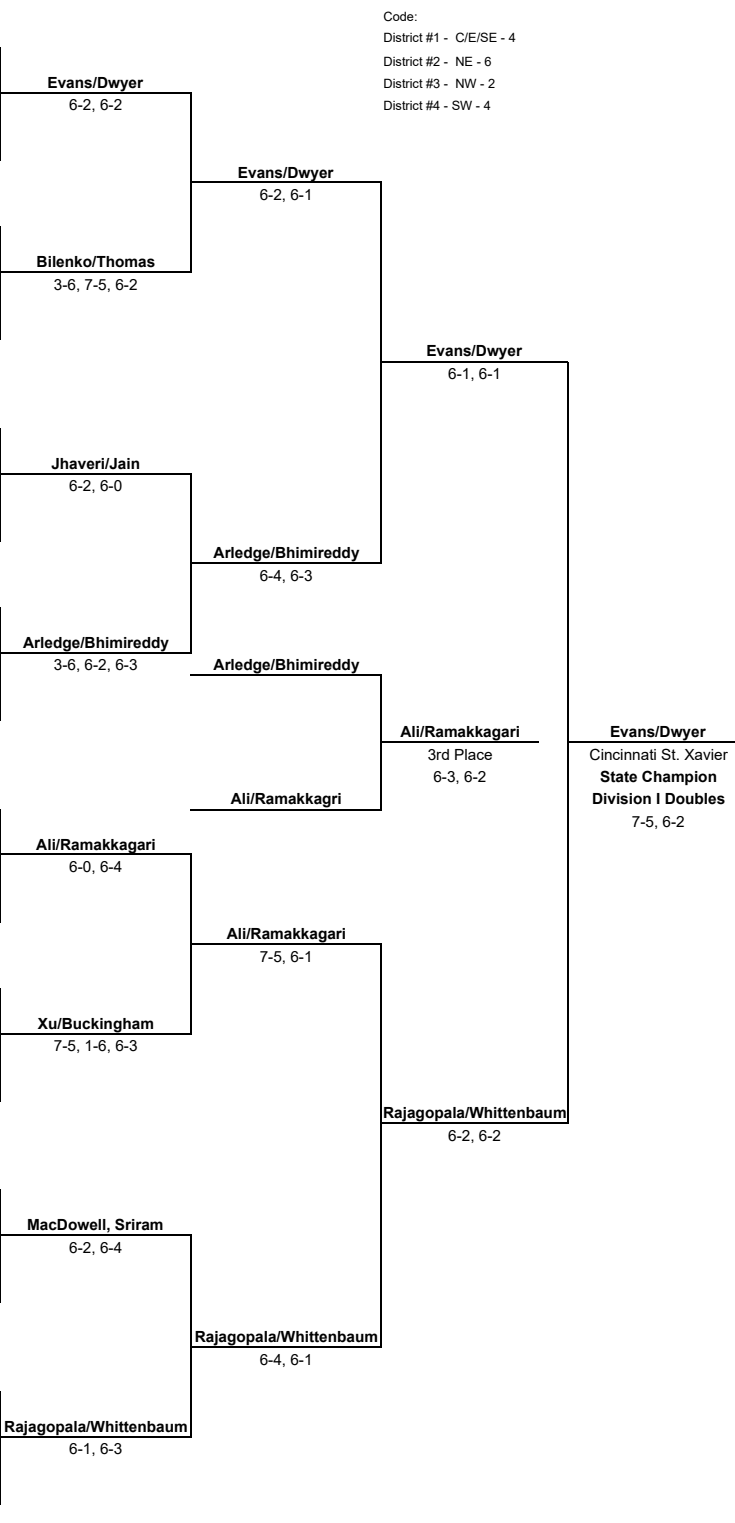 Code:
District #1 - C/E/SE - 4
District #2 - NE - 6
District #3 - NW - 2
District #4 - SW - 4
Evans/Dwyer
6-2, 6-2
Evans/Dwyer
6-2, 6-1
Bilenko/Thomas
3-6, 7-5, 6-2
Evans/Dwyer
6-1, 6-1
Jhaveri/Jain
6-2, 6-0
Arledge/Bhimireddy
6-4, 6-3
Arledge/Bhimireddy
3-6, 6-2, 6-3
Arledge/Bhimireddy
Ali/Ramakkagari
3rd Place
6-3, 6-2
Evans/Dwyer
Cincinnati St. Xavier
State Champion
Division I Doubles
7-5, 6-2
Ali/Ramakkagri
Ali/Ramakkagari
6-0, 6-4
Ali/Ramakkagari
7-5, 6-1
Xu/Buckingham
7-5, 1-6, 6-3
Rajagopala/Whittenbaum
6-2, 6-2
MacDowell, Sriram
6-2, 6-4
Rajagopala/Whittenbaum
6-4, 6-1
Rajagopala/Whittenbaum
6-1, 6-3